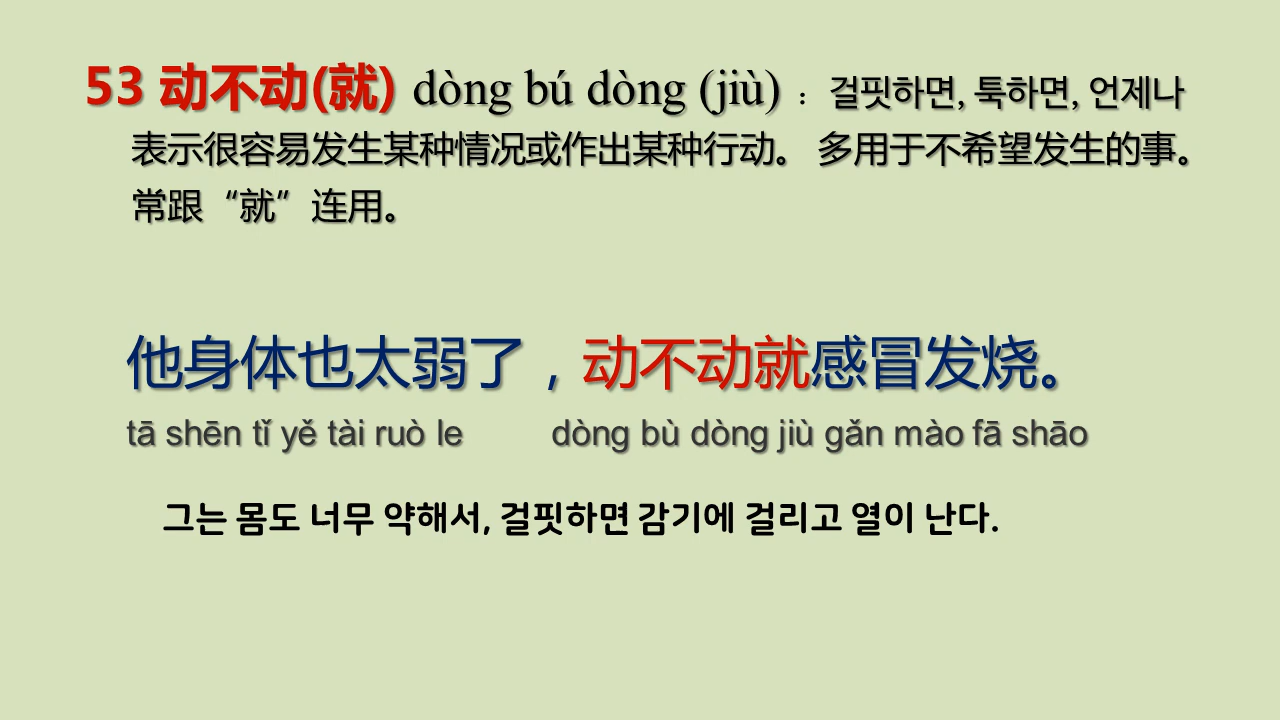 53 动不动(就) dòng bú dòng (jiù) ：걸핏하면, 툭하면, 언제나
表示很容易发生某种情况或作出某种行动。 多用于不希望发生的事。
常跟“就”连用。
他身体也太弱了，动不动就感冒发烧。
tā shēn tǐ yě tài ruò le dòng bù dòng jiù gǎn mào fā shāo
그는 몸도 너무 약해서, 걸핏하면 감기에 걸리고 열이 난다.